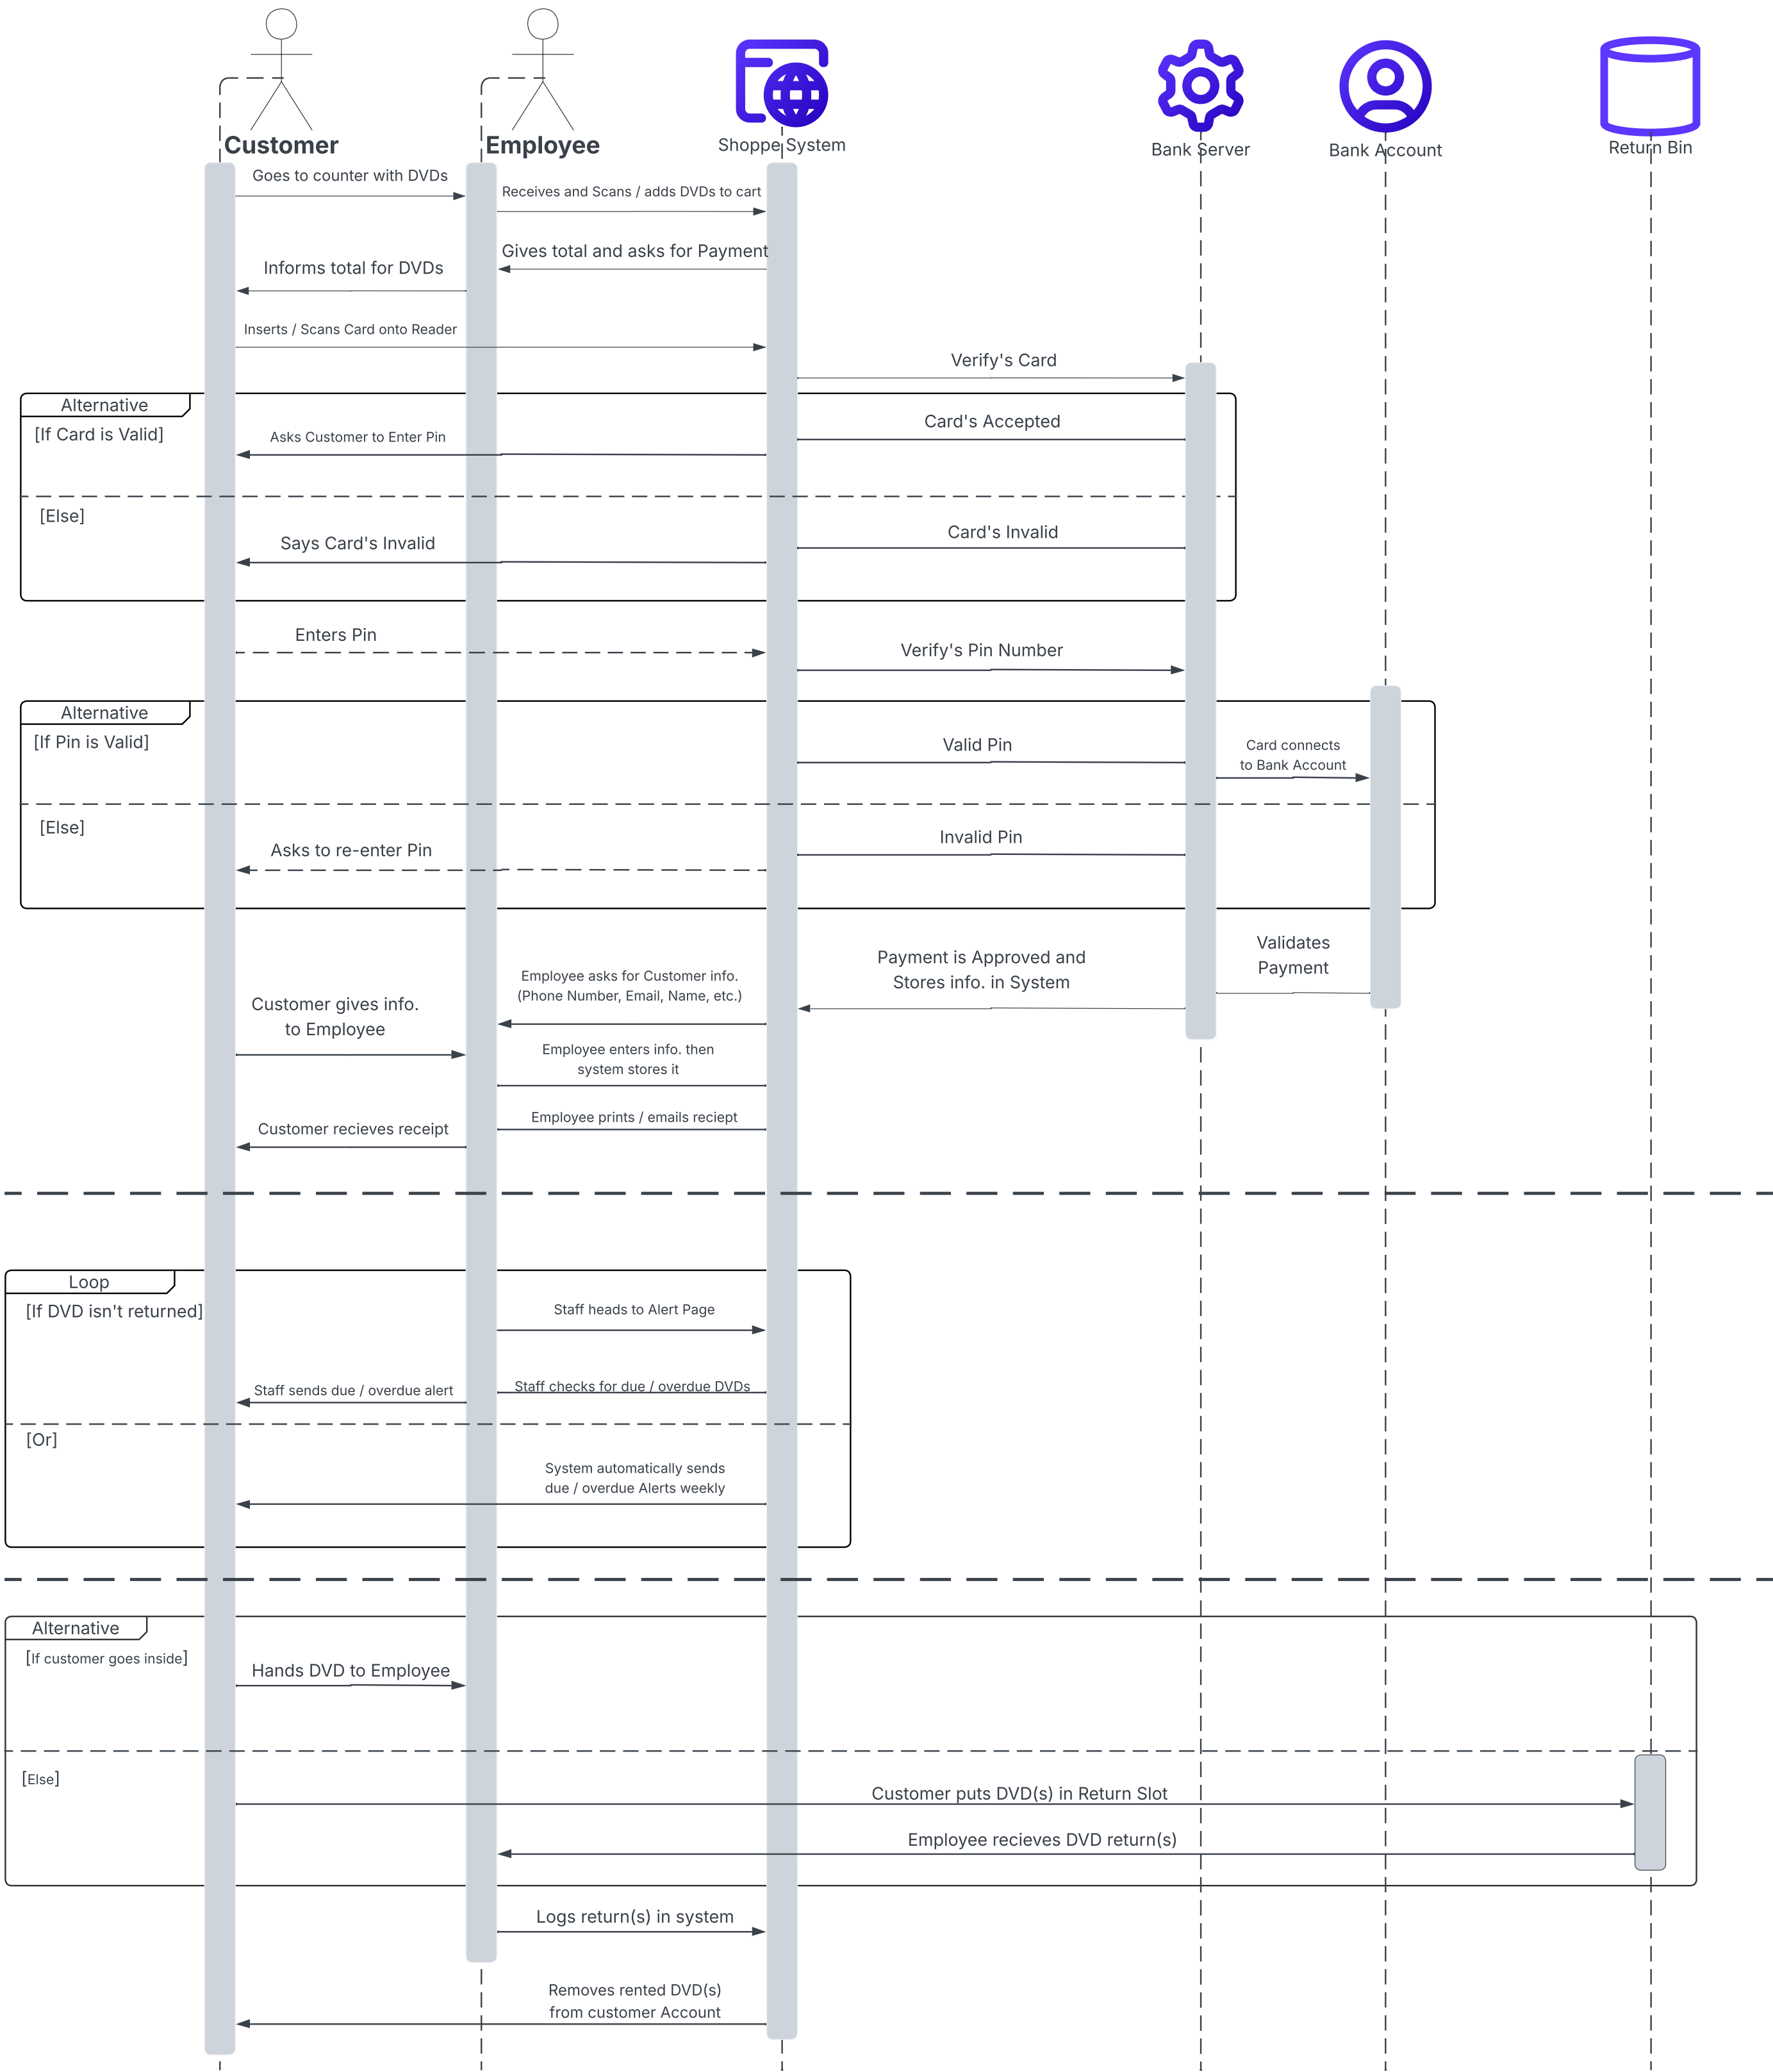 Customer
Employee
Shoppe System
Bank Server
Bank Account
Return Bin
Goes to counter with DVDs
Receives and Scans / adds DVDs to cart
Gives total and asks for Payment
Informs total for DVDs
Inserts / Scans Card onto Reader
Verify's Card
Alternative
[If Card is Valid]
Card's Accepted
Asks Customer to Enter Pin
[Else]
Card's Invalid
Says Card's Invalid
Enters Pin
Verify's Pin Number
Alternative
[If Pin is Valid]
Valid Pin
Card connects
to Bank Account
[Else]
Invalid Pin
Asks to re-enter Pin
Validates
Payment
Payment is Approved and
Stores info. in System
Employee asks for Customer info.
(Phone Number, Email, Name, etc.)
Customer gives info.
to Employee
Employee enters info. then
system stores it
Employee prints / emails reciept
Customer recieves receipt
Loop
[If DVD isn't returned]
Staff heads to Alert Page
Staff checks for due / overdue DVDs
Staff sends due / overdue alert
[Or]
System automatically sends
due / overdue Alerts weekly
Alternative
[If customer goes inside]
Hands DVD to Employee
[Else]
Customer puts DVD(s) in Return Slot
Employee recieves DVD return(s)
Logs return(s) in system
Removes rented DVD(s)
from customer Account